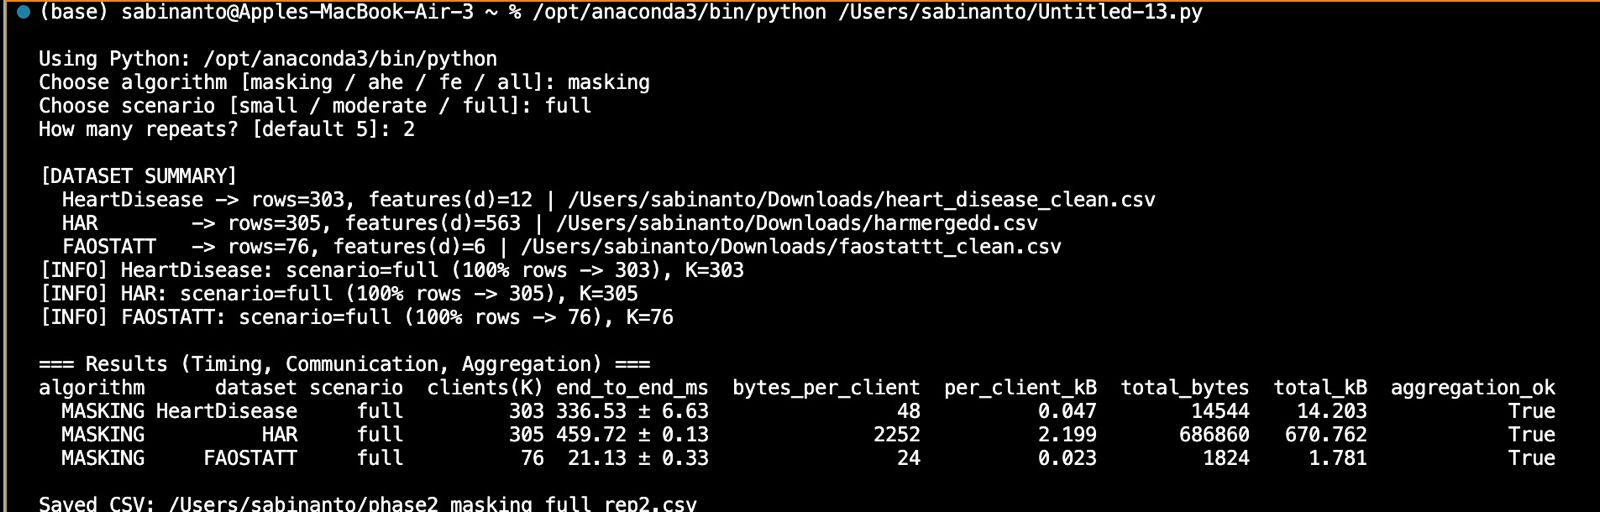 (base) sabinanto@Apples-MacBook-Air-3 ~ % /opt/anaconda3/bin/python /Users/sabinanto/Untitled-13.py
Using Python: /opt/anaconda3/bin/python
Choose algorithm [masking / ahe / fe / all]: masking
Choose scenario [small / moderate / full]: full
How many repeats? [default 5]: 2
[DATASET SUMMARY]
HeartDisease -> rows=303, features(d)=12 | /Users/sabinanto/Downloads/heart_disease_clean.csv
HAR -> rows=305, features(d)=563 | /Users/sabinanto/Downloads/harmergedd.csv
FAOSTATT -> rows=76, features(d)=6 | /Users/sabinanto/Downloads/faostattt_clean.csv
[INFO] HeartDisease: scenario=full (100% rows -> 303), K=303
[INFO] HAR: scenario=full (100% rows -> 305), K=305
[INFO] FAOSTATT: scenario=full (100% rows -> 76), K=76
=== Results (Timing, Communication, Aggregation) ===
algorithm dataset scenario clients(K) end_to_end_ms bytes_per_client per_client_kB total_bytes total_kB aggregation_ok
MASKING HeartDisease full 303 336.53 ± 6.63 48 0.047 14544 14.203 True
MASKING HAR full 305 459.72 ± 0.13 2252 2.199 686860 670.762 True
MASKING FAOSTATT full 76 21.13 ± 0.33 24 0.023 1824 1.781 True
Saved CSV: /Users/sabinanto/phase2_masking_full_rep2.csv